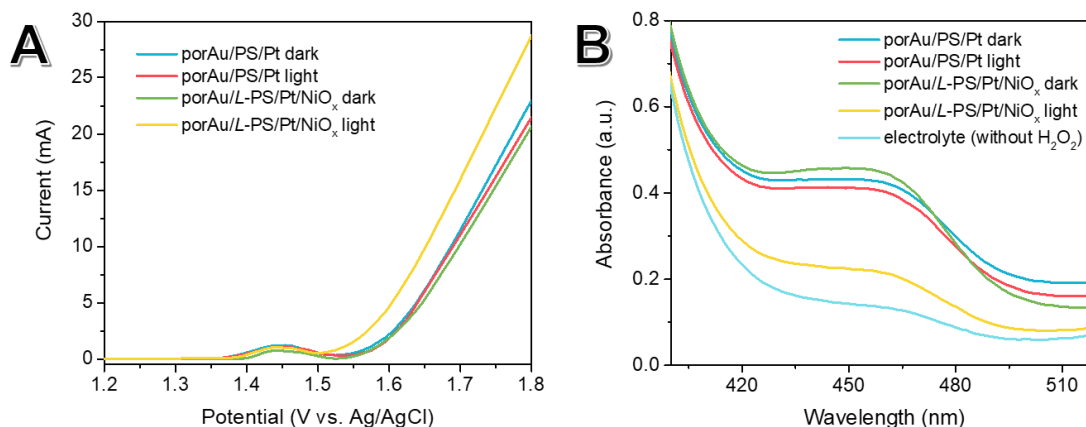 A
30
25
20
15
10
5
0
Current (mA)
porAu/PS/Pt dark
porAu/PS/Pt light
porAu/L-PS/Pt/NiOₓ dark
porAu/L-PS/Pt/NiOₓ light
1.2 1.3 1.4 1.5 1.6 1.7 1.8
Potential (V vs. Ag/AgCl)
B
0.8
0.6
0.4
0.2
0.0
Absorbance (a.u.)
porAu/PS/Pt dark
porAu/PS/Pt light
porAu/L-PS/Pt/NiOₓ dark
porAu/L-PS/Pt/NiOₓ light
electrolyte (without H₂O₂)
420 450 480 510
Wavelength (nm)